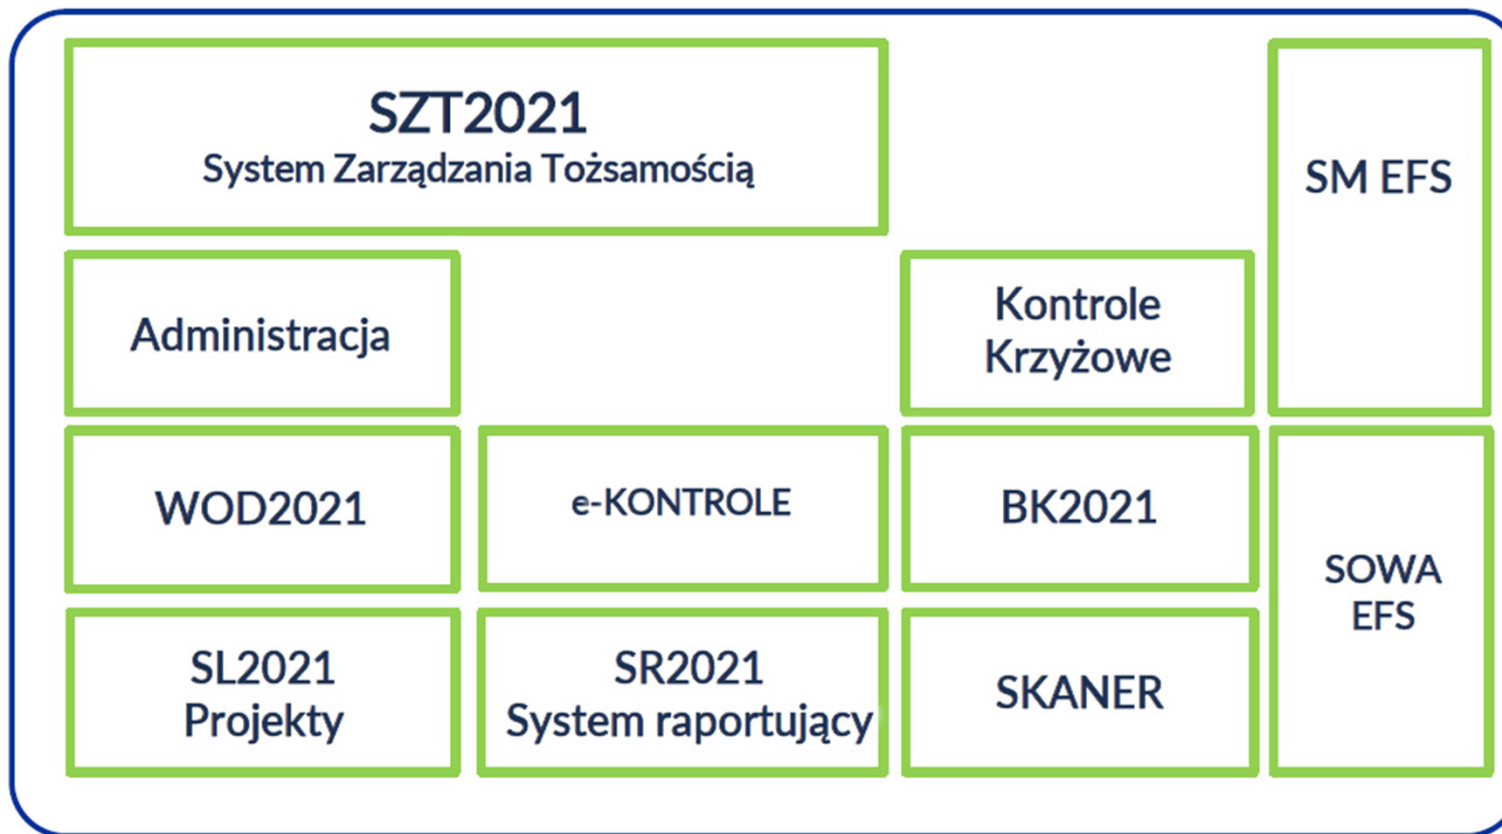 SZT2021
System Zarządzania Tożsamością
SM EFS
Administracja
Kontrole
Krzyżowe
WOD2021
e-KONTROLE
BK2021
SOWA
EFS
SL2021
Projekty
SR2021
System raportujący
SKANER